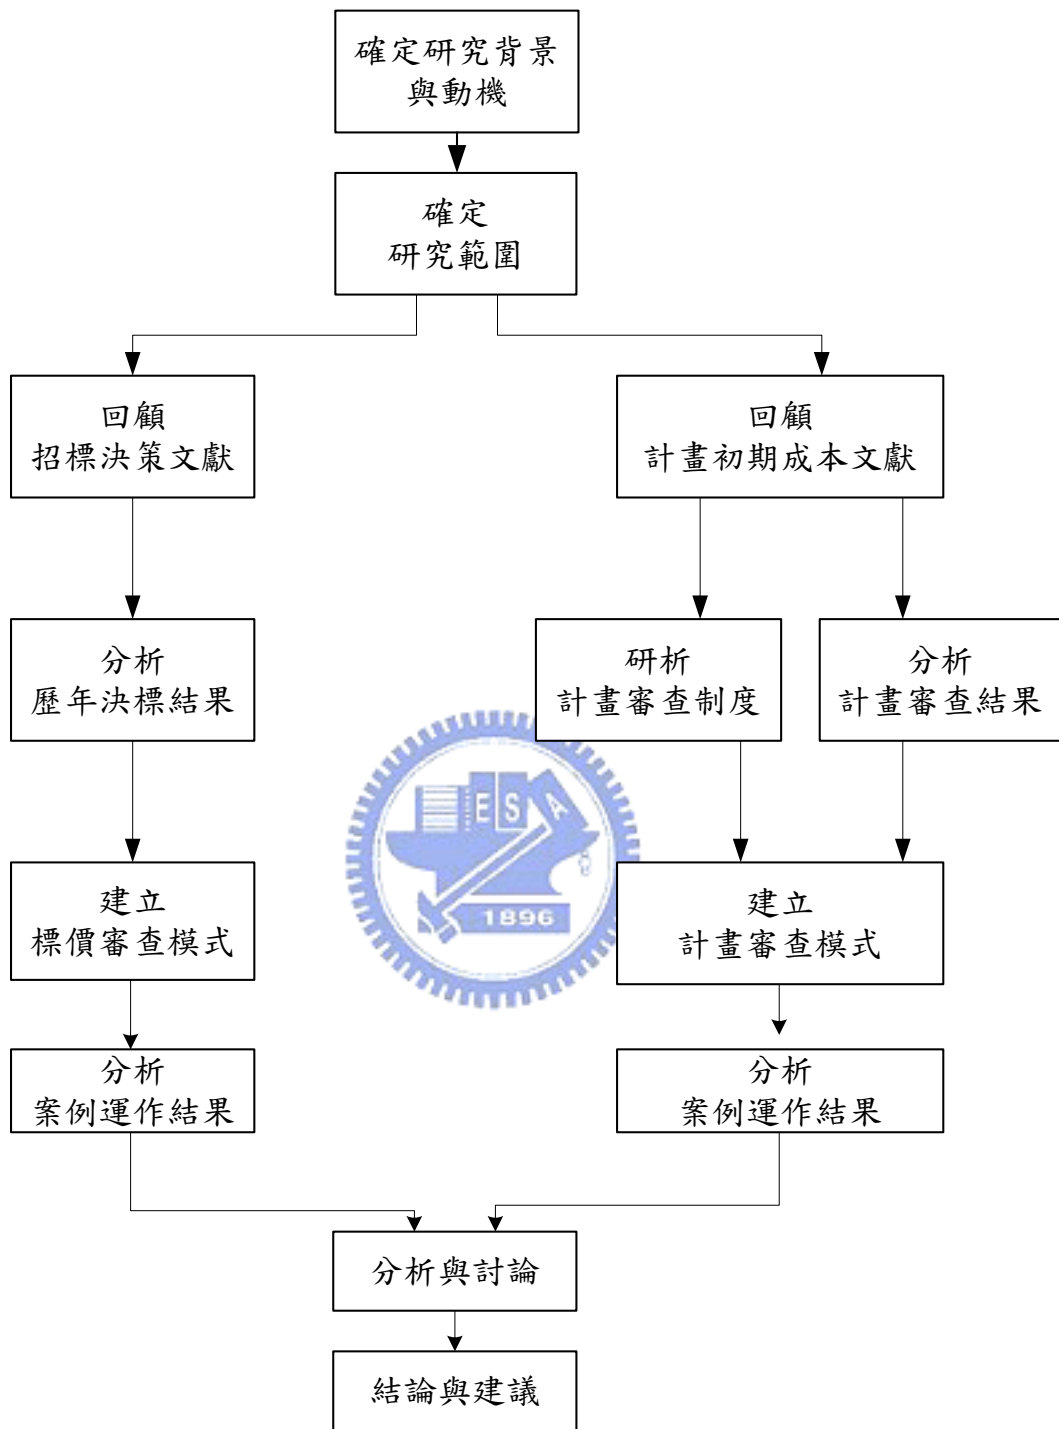 確定研究背景
與動機
確定
研究範圍
回顧
招標決策文獻
回顧
計畫初期成本文獻
分析
歷年決標結果
研析
計畫審查制度
分析
計畫審查結果
E S A
1896
建立
標價審查模式
建立
計畫審查模式
分析
案例運作結果
分析
案例運作結果
分析與討論
結論與建議